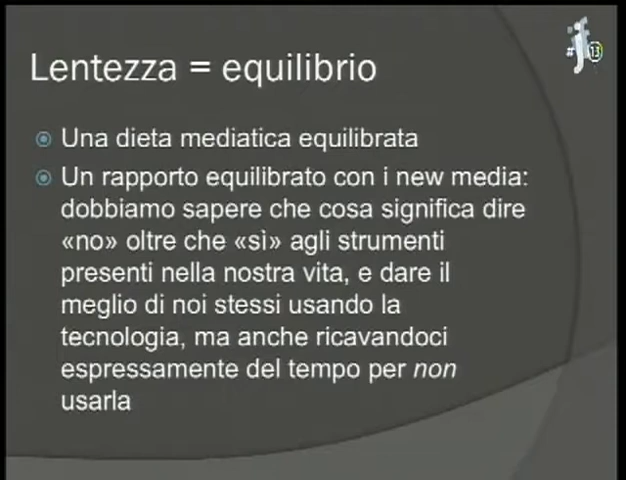 #if13
Lentezza = equilibrio
Una dieta mediatica equilibrata
Un rapporto equilibrato con i new media:
dobbiamo sapere che cosa significa dire
«no» oltre che «sì» agli strumenti
presenti nella nostra vita, e dare il
meglio di noi stessi usando la
tecnologia, ma anche ricavandoci
espressamente del tempo per non
usarla